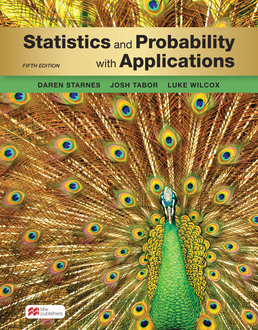 Statistics and Probability
FIFTH EDITION with Applications
DAREN STARNES JOSH TABOR LUKE WILCOX
bfw
publishers